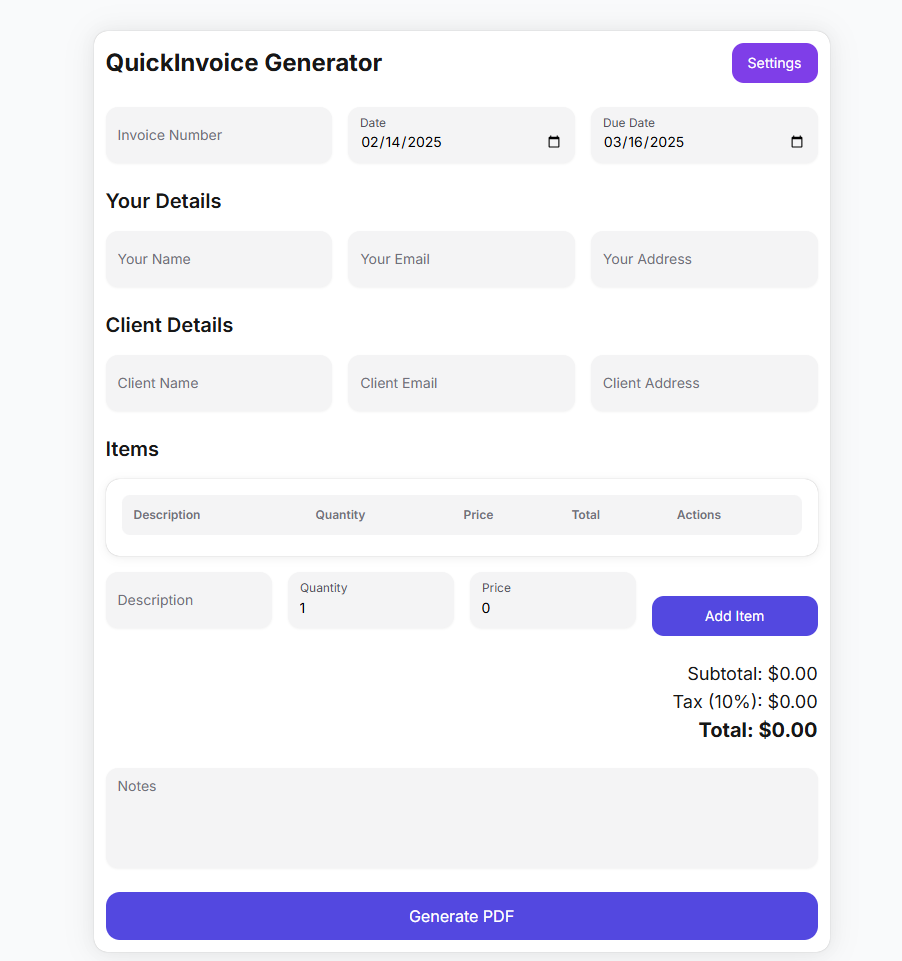 QuickInvoice Generator
Settings
Invoice Number
Date
02/14/2025
Due Date
03/16/2025
Your Details
Your Name
Your Email
Your Address
Client Details
Client Name
Client Email
Client Address
Items
Description Quantity Price Total Actions
Description
Quantity
1
Price
0
Add Item
Subtotal: $0.00
Tax (10%): $0.00
Total: $0.00
Notes
Generate PDF